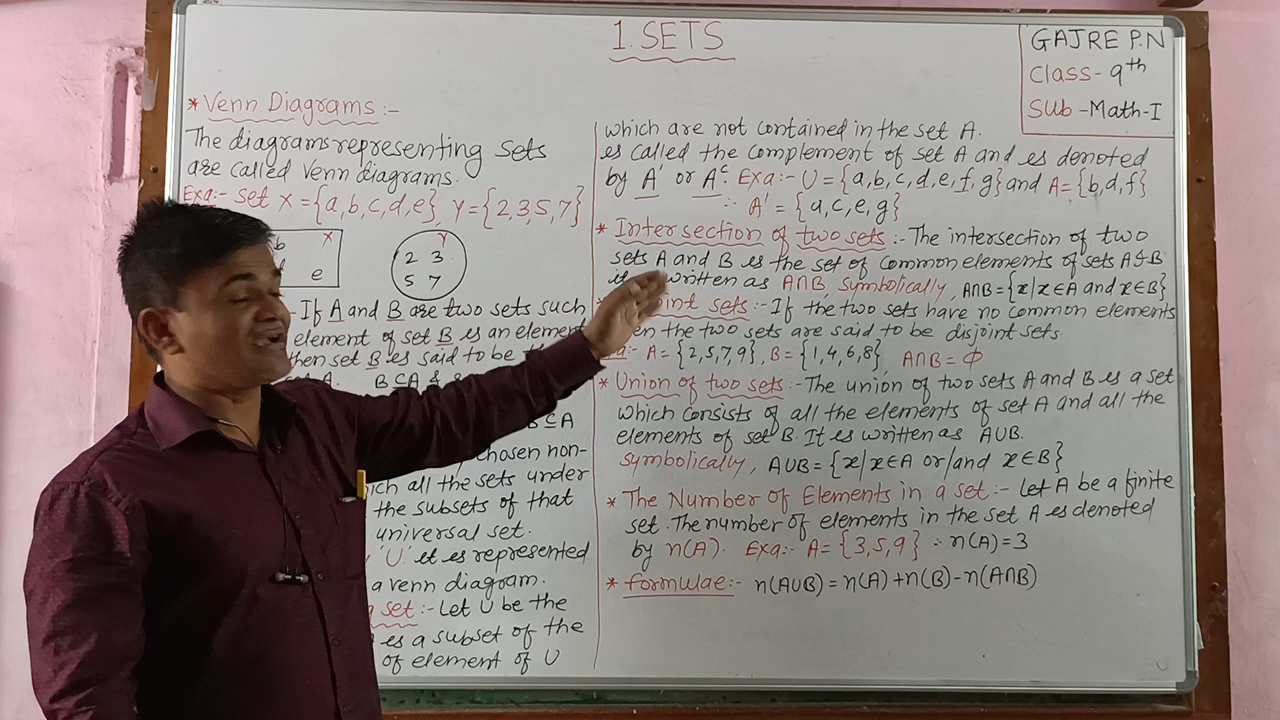 1. SETS
GAJRE P.N
Class- 9th
Sub -Math-I
* Venn Diagrams :-
The diagrams representing sets
are called Venn diagrams.
Exa:- Set X = {a,b,c,d,e}, Y = {2,3,5,7}
b X
e
Y
2 3
5 7
- If A and B are two sets such
element of set B is an element
then set B is said to be
B⊆A &
B⊆A
chosen non-
which all the sets under
the subsets of that
universal set.
'U'. it is represented
a venn diagram.
a set :- Let U be the
is a subset of the
of element of U
which are not contained in the set A.
is called the complement of set A and is denoted
by A' or Aᶜ. Exa:- U = {a,b,c,d,e,f,g} and A = {b,d,f}
∴ A' = {a,c,e,g}
* Intersection of two sets :- The intersection of two
sets A and B is the set of common elements of sets A & B
written as A∩B. Symbolically, A∩B = {x|x∈A and x∈B}
sets :- If the two sets have no common elements
the two sets are said to be disjoint sets.
A = {2,5,7,9}, B = {1,4,6,8}, A∩B = Φ
* Union of two sets :- The union of two sets A and B is a set
which consists of all the elements of set A and all the
elements of set B. It is written as A∪B.
symbolically, A∪B = {x|x∈A or/and x∈B}
* The Number of Elements in a set :- Let A be a finite
set. The number of elements in the set A is denoted
by n(A). Exa:- A = {3,5,9} ∴ n(A)=3
* formulae:- n(A∪B) = n(A) + n(B) - n(A∩B)